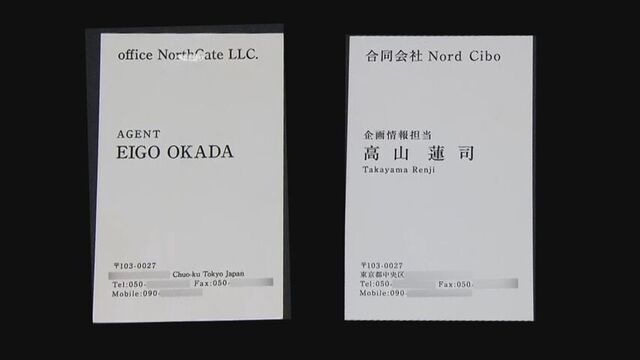 office NorthGate LLC.
AGENT
EIGO OKADA
〒103-0027
Chuo-ku Tokyo Japan
Tel:050- Fax:050-
Mobile:090-
合同会社 Nord Cibo
企画情報担当
高山 蓮司
Takayama Renji
〒103-0027
東京都中央区
Tel:050- Fax:050-
Mobile:090-